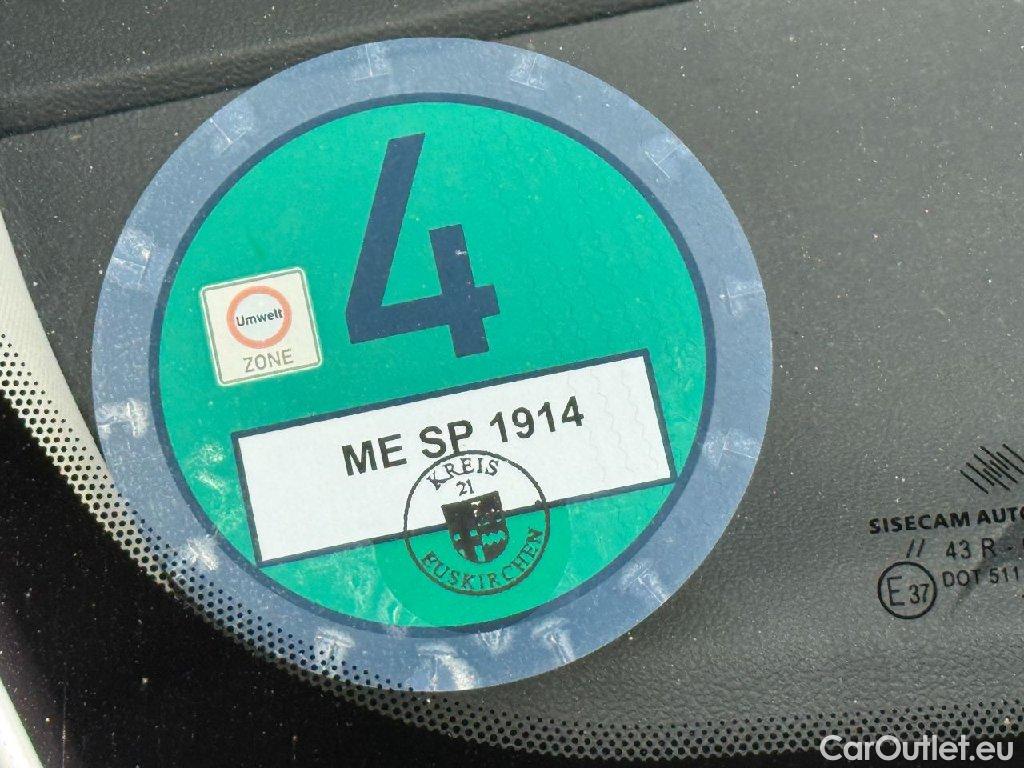 4
Umwelt
ZONE
ME SP 1914
KREIS
21
EUSKIRCHEN
SISECAM AUTO
// 43 R -
E 37
DOT 511
CarOutlet.eu